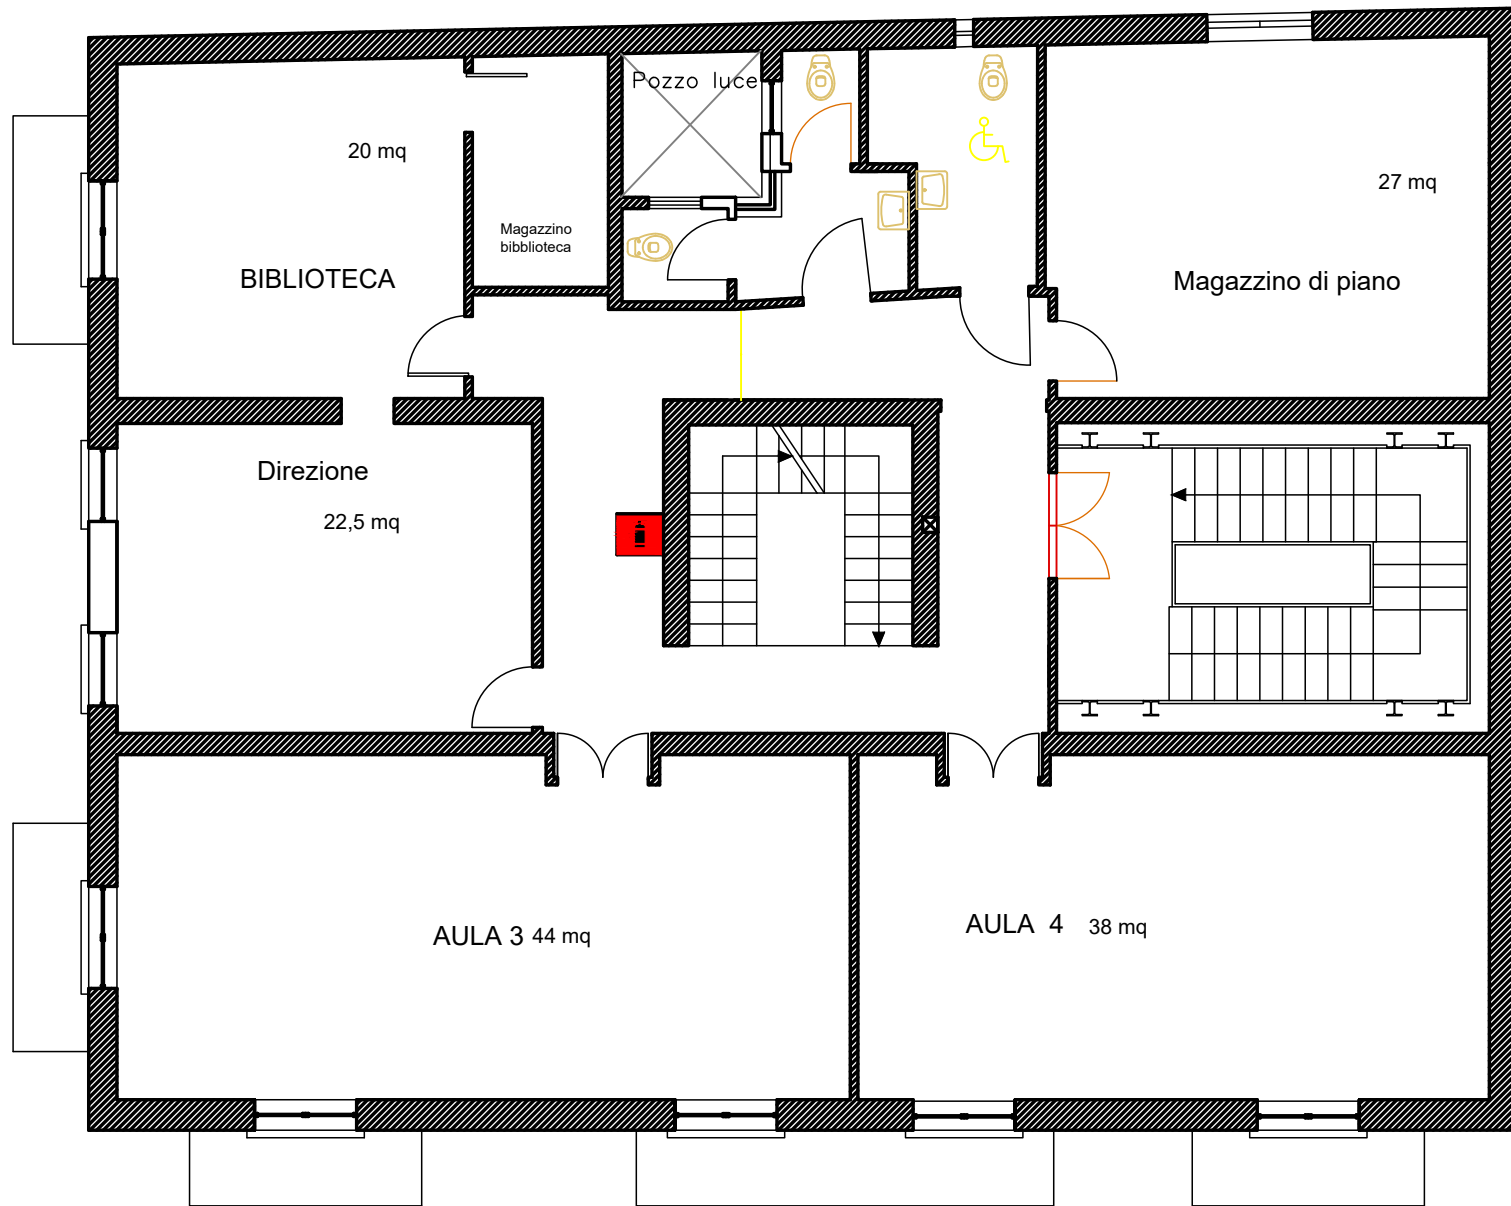 Pozzo luce
20 mq
27 mq
Magazzino
bibblioteca
BIBLIOTECA
Magazzino di piano
Direzione
22,5 mq
AULA 3 44 mq
AULA 4 38 mq